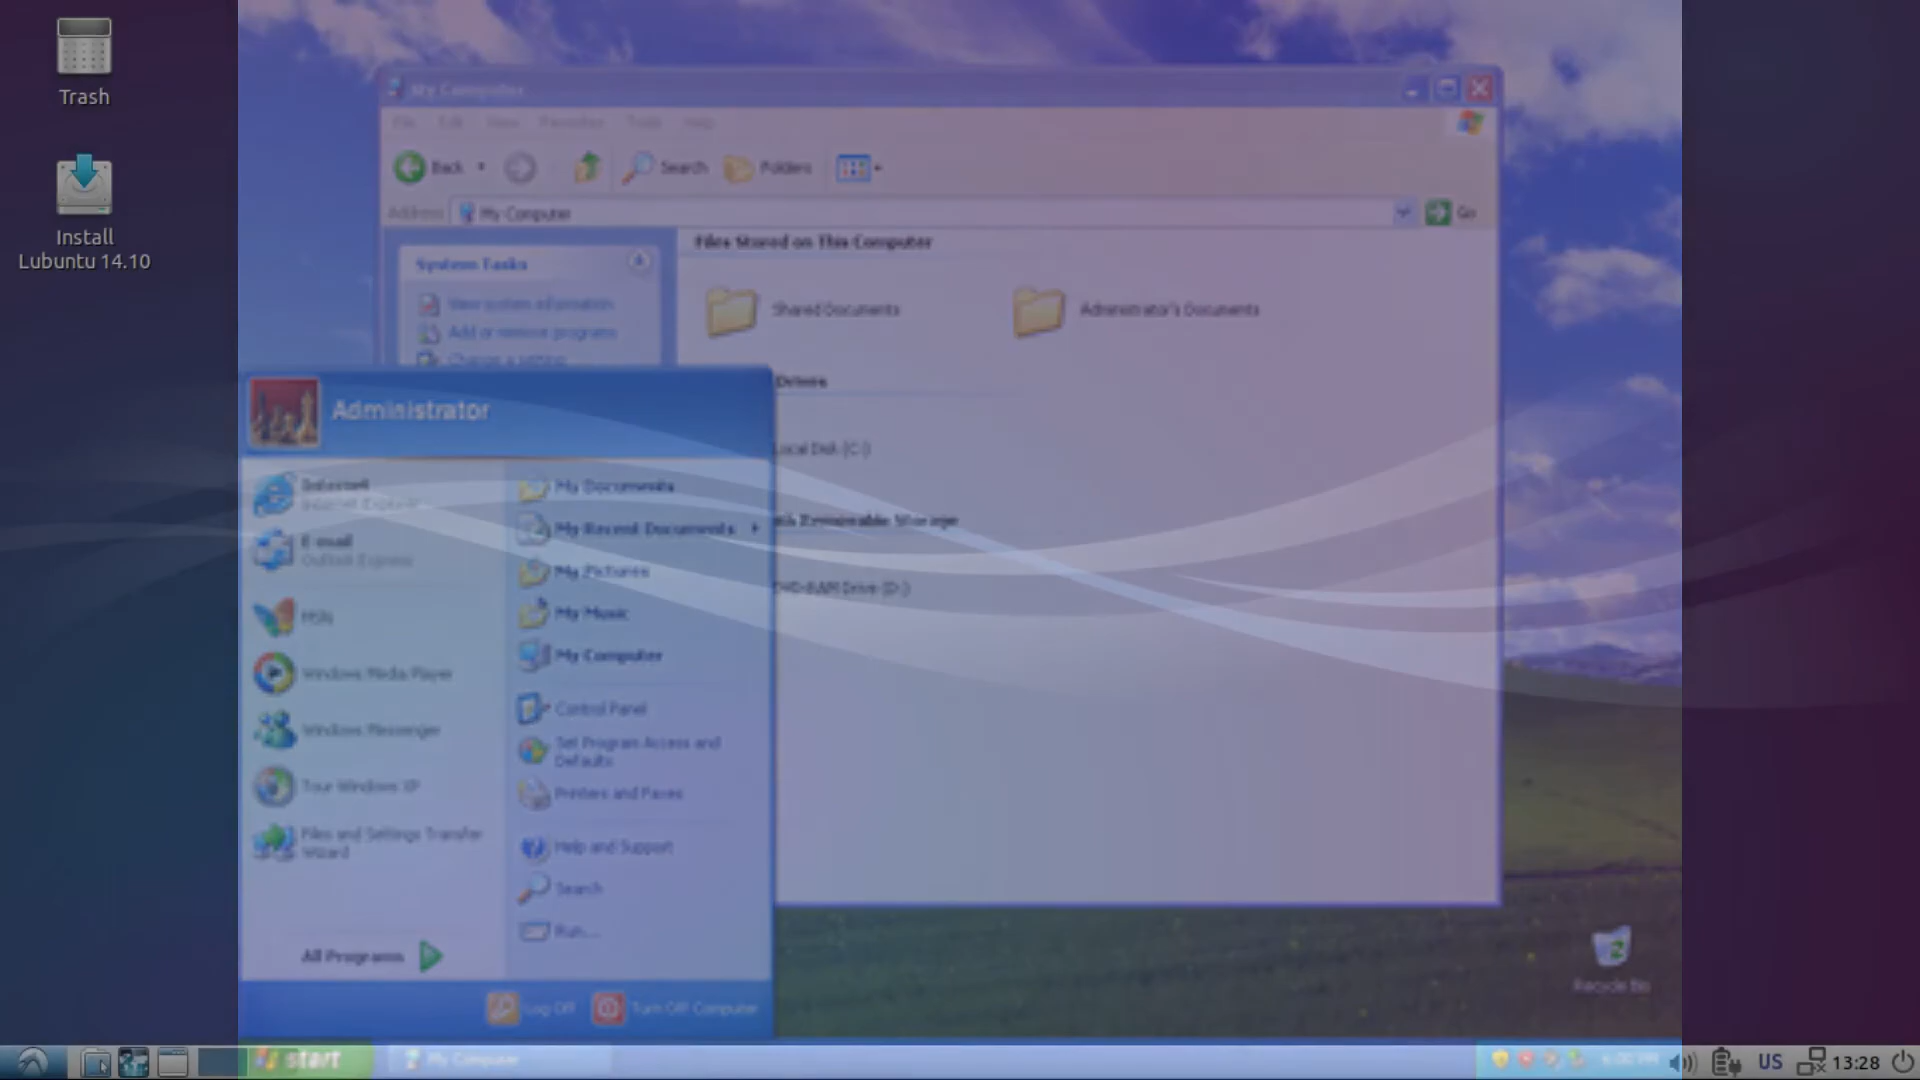 Trash
Install
Lubuntu 14.10
My Computer
File Edit View Favorites Tools Help
Back
Search
Folders
Address
My Computer
Go
System Tasks
View system information
Add or remove programs
Change a setting
Files Stored on This Computer
Shared Documents
Administrator's Documents
Drives
Local Disk (C:)
Removable Storage
DVD-RAM Drive (D:)
Administrator
Internet
Internet Explorer
E-mail
Outlook Express
MSN
Windows Media Player
Windows Messenger
Tour Windows XP
Files and Settings Transfer
Wizard
All Programs
My Documents
My Recent Documents
My Pictures
My Music
My Computer
Control Panel
Set Program Access and
Defaults
Printers and Faxes
Help and Support
Search
Run...
Log Off
Turn Off Computer
Recycle Bin
start
My Computer
US
13:28